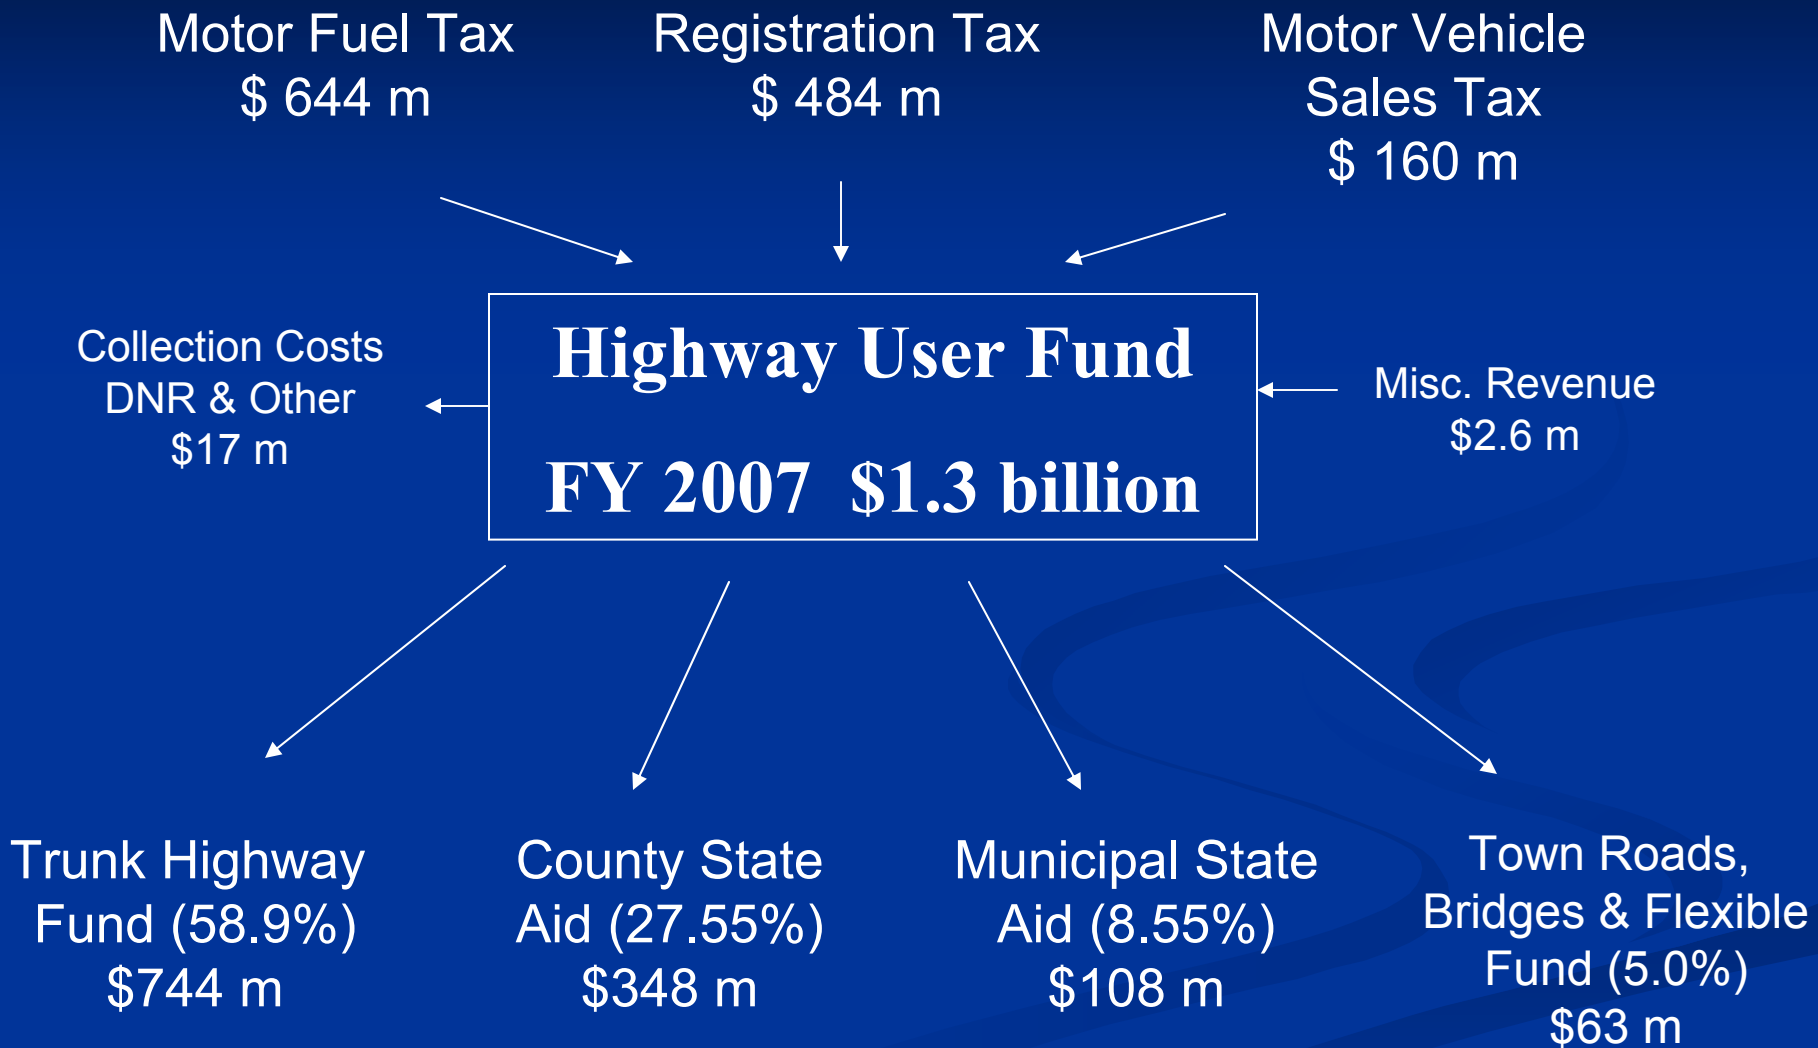 Motor Fuel Tax
$ 644 m
Registration Tax
$ 484 m
Motor Vehicle
Sales Tax
$ 160 m
Collection Costs
DNR & Other
$17 m
Highway User Fund
FY 2007 $1.3 billion
Misc. Revenue
$2.6 m
Trunk Highway
Fund (58.9%)
$744 m
County State
Aid (27.55%)
$348 m
Municipal State
Aid (8.55%)
$108 m
Town Roads,
Bridges & Flexible
Fund (5.0%)
$63 m